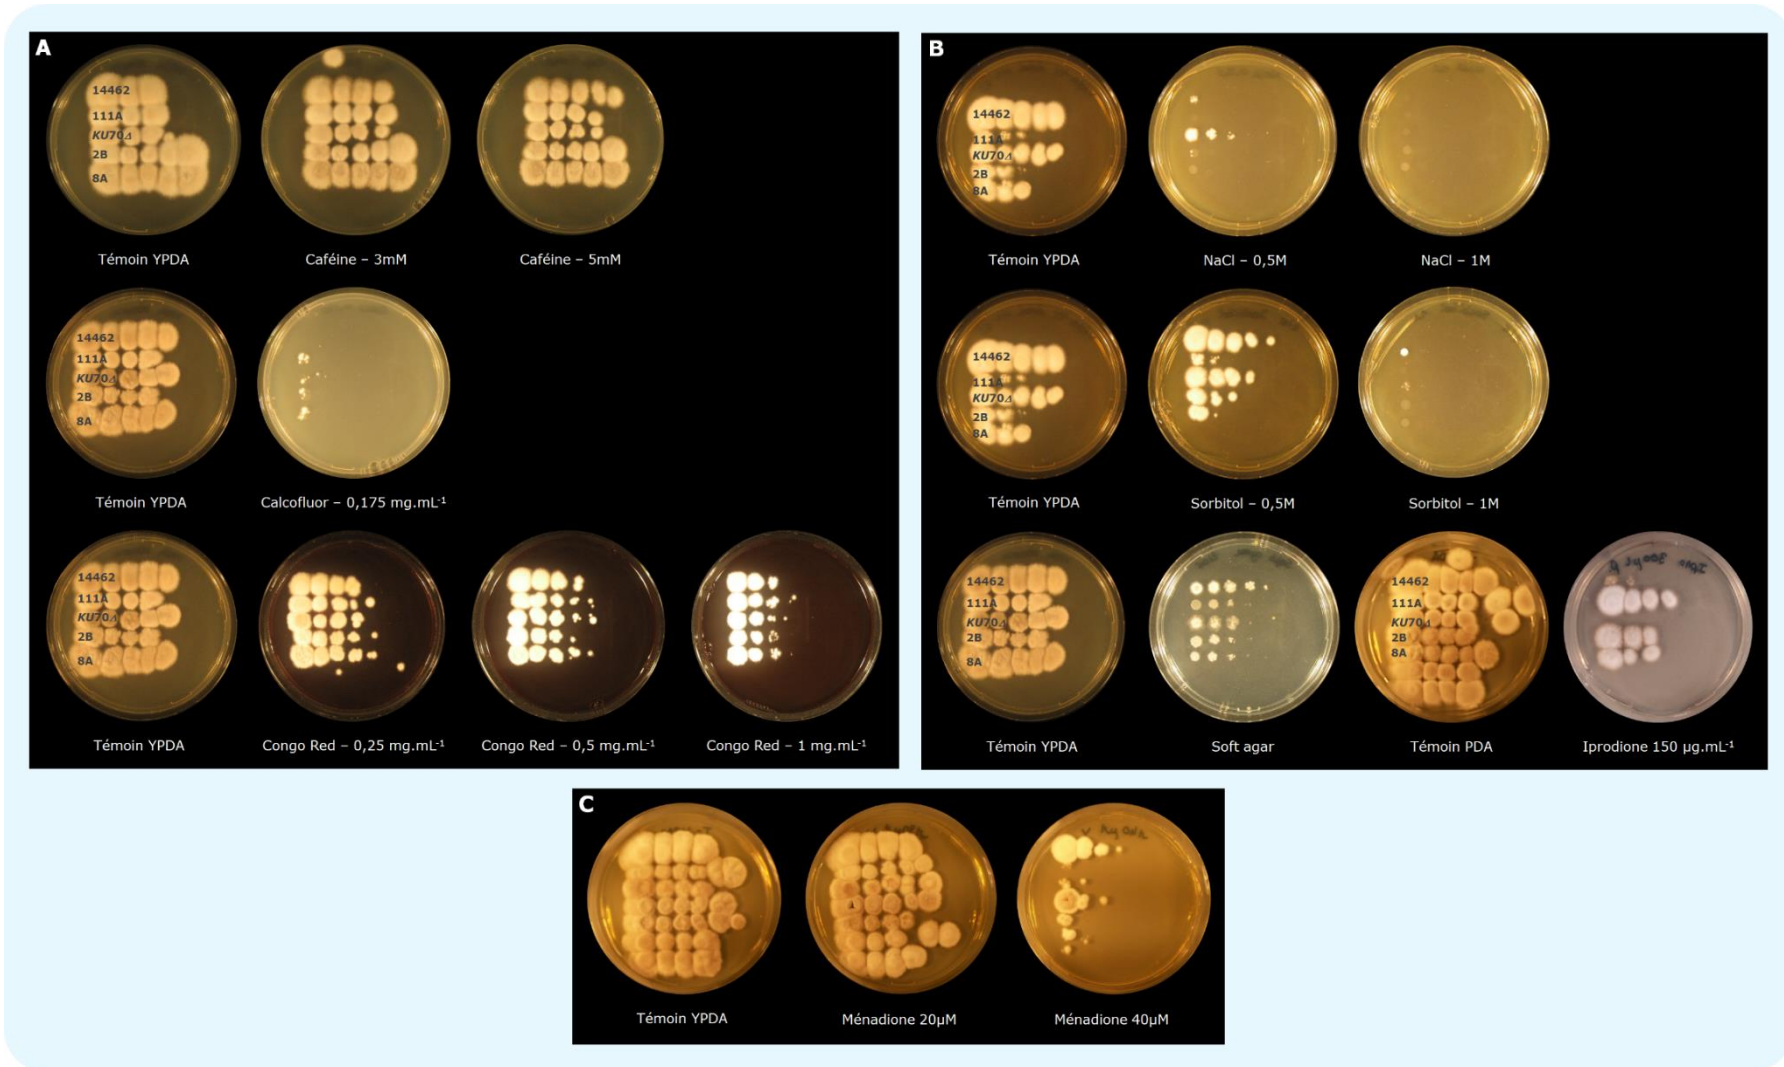 A
14462
111A
KU70Δ
2B
8A
Témoin YPDA
Caféine – 3mM
Caféine – 5mM
14462
111A
KU70Δ
2B
8A
Témoin YPDA
Calcofluor – 0,175 mg.mL-1
14462
111A
KU70Δ
2B
8A
Témoin YPDA
Congo Red – 0,25 mg.mL-1
Congo Red – 0,5 mg.mL-1
Congo Red – 1 mg.mL-1
B
14462
111A
KU70Δ
2B
8A
Témoin YPDA
NaCl – 0,5M
NaCl – 1M
14462
111A
KU70Δ
2B
8A
Témoin YPDA
Sorbitol – 0,5M
Sorbitol – 1M
14462
111A
KU70Δ
2B
8A
14462
111A
KU70Δ
2B
8A
Témoin YPDA
Soft agar
Témoin PDA
Iprodione 150 µg.mL-1
C
Témoin YPDA
Ménadione 20µM
Ménadione 40µM